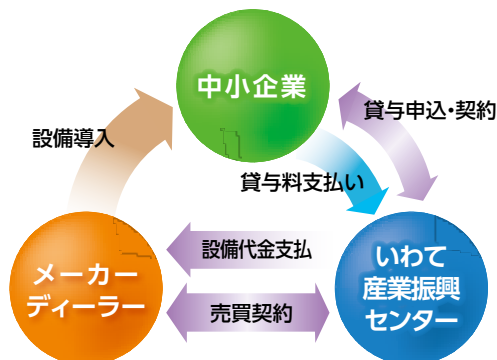 中小企業
貸与申込・契約
設備導入
貸与料支払い
メーカー
ディーラー
設備代金支払
売買契約
いわて
産業振興
センター